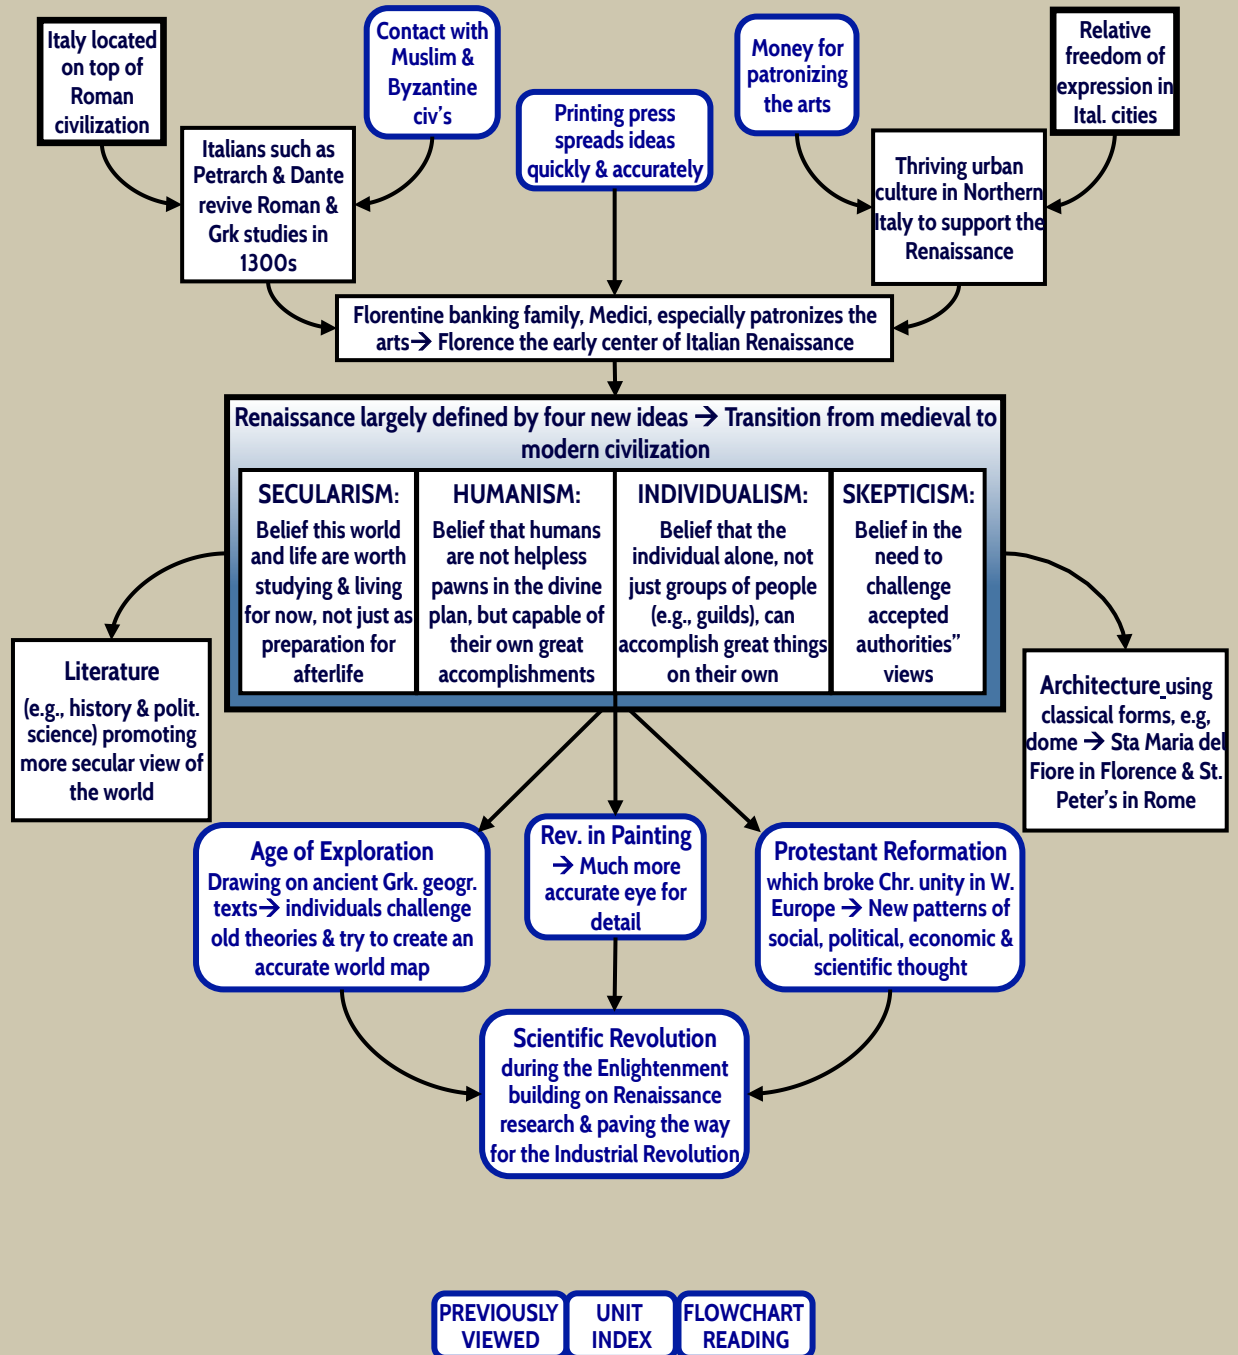 Italy located
on top of
Roman
civilization
Contact with
Muslim &
Byzantine
civ's
Printing press
spreads ideas
quickly & accurately
Money for
patronizing
the arts
Relative
freedom of
expression in
Ital. cities
Italians such as
Petrarch & Dante
revive Roman &
Grk studies in
1300s
Thriving urban
culture in Northern
Italy to support the
Renaissance
Florentine banking family, Medici, especially patronizes the
arts→ Florence the early center of Italian Renaissance
Renaissance largely defined by four new ideas → Transition from medieval to
modern civilization
SECULARISM:
Belief this world
and life are worth
studying & living
for now, not just as
preparation for
afterlife
HUMANISM:
Belief that humans
are not helpless
pawns in the divine
plan, but capable of
their own great
accomplishments
INDIVIDUALISM:
Belief that the
individual alone, not
just groups of people
(e.g., guilds), can
accomplish great things
on their own
SKEPTICISM:
Belief in the
need to
challenge
accepted
authorities”
views
Literature
(e.g., history & polit.
science) promoting
more secular view of
the world
Architecture using
classical forms, e.g,
dome → Sta Maria del
Fiore in Florence & St.
Peter's in Rome
Age of Exploration
Drawing on ancient Grk. geogr.
texts→ individuals challenge
old theories & try to create an
accurate world map
Rev. in Painting
→ Much more
accurate eye for
detail
Protestant Reformation
which broke Chr. unity in W.
Europe → New patterns of
social, political, economic &
scientific thought
Scientific Revolution
during the Enlightenment
building on Renaissance
research & paving the way
for the Industrial Revolution
PREVIOUSLY
VIEWED
UNIT
INDEX
FLOWCHART
READING